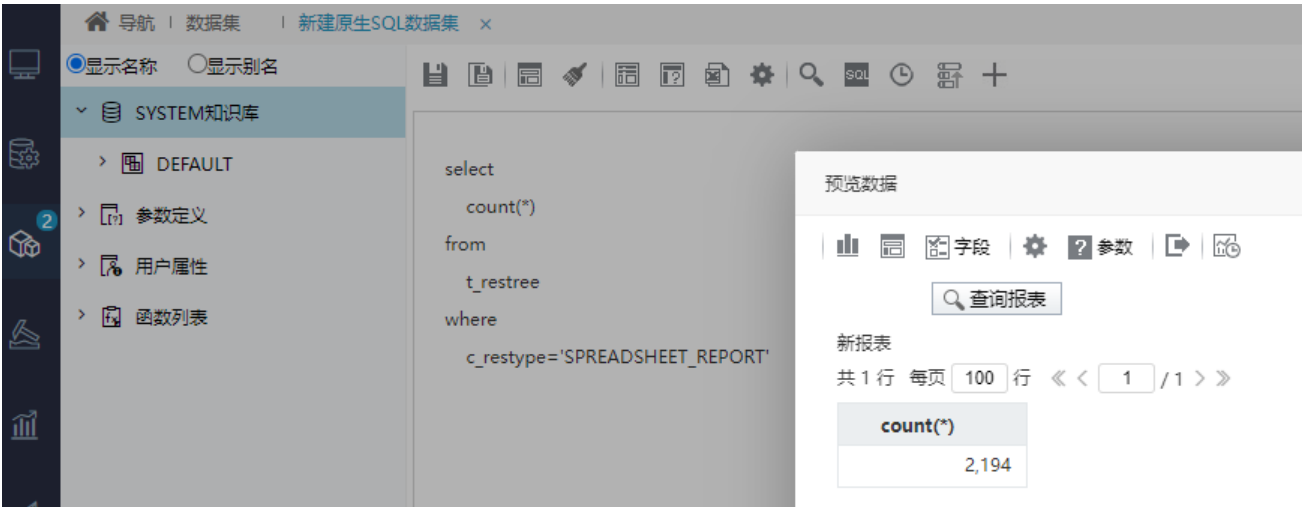 导航 数据集 新建原生SQL数据集 ×
显示名称 显示别名
SYSTEM知识库
DEFAULT
2
参数定义
用户属性
函数列表
SQL
select
count(*)
from
t_restree
where
c_restype='SPREADSHEET_REPORT'
预览数据
字段 参数
查询报表
新报表
共 1 行 每页 100 行 1 / 1
count(*)
2,194